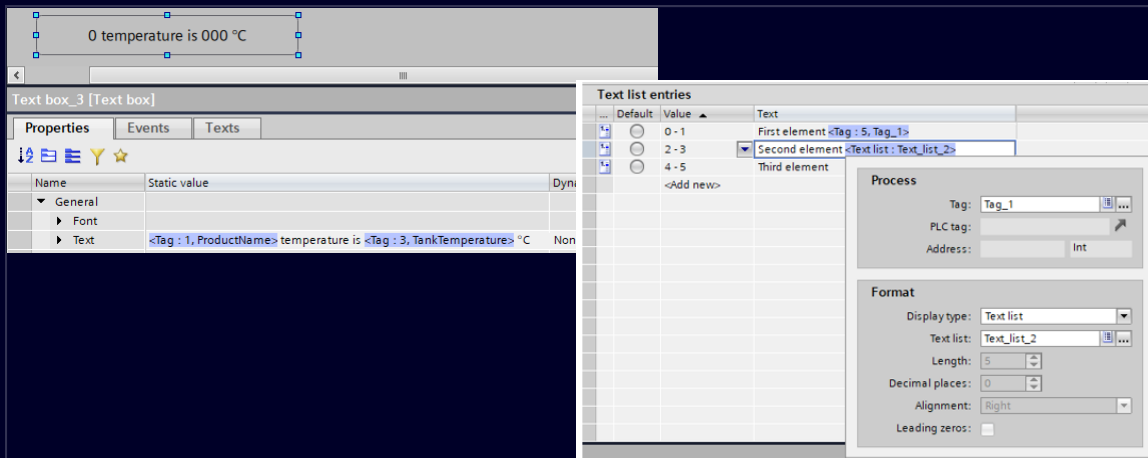 0 temperature is 000 °C
Text box_3 [Text box]
Properties Events Texts
Name Static value Dyna
General
Font
Text <Tag : 1, ProductName> temperature is <Tag : 3, TankTemperature> °C Non
Text list entries
... Default Value Text
0 - 1 First element <Tag : 5, Tag_1>
2 - 3 Second element <Text list : Text_list_2>
4 - 5 Third element
<Add new>
Process
Tag: Tag_1 ...
PLC tag:
Address: Int
Format
Display type: Text list
Text list: Text_list_2 ...
Length: 5
Decimal places: 0
Alignment: Right
Leading zeros: